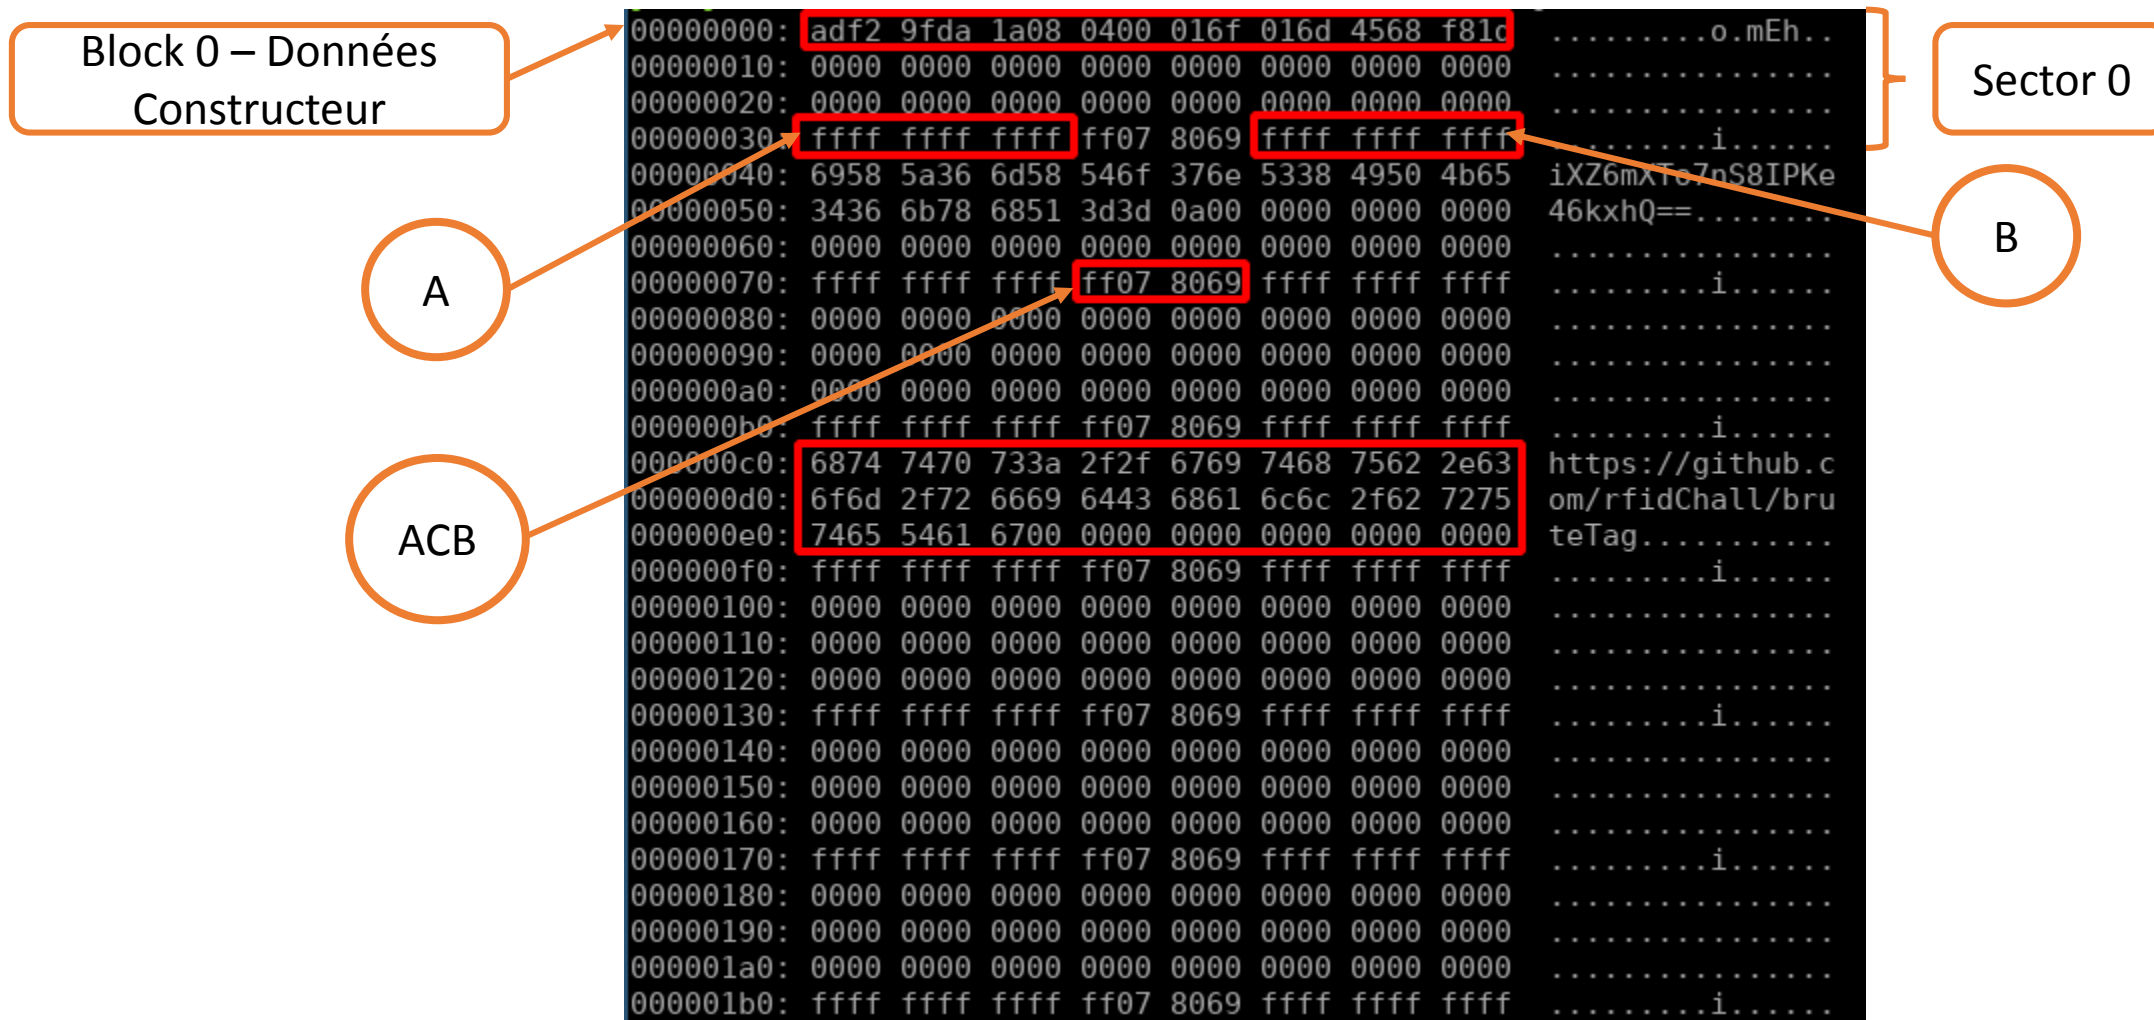 Block 0 – Données
Constructeur
Sector 0
A
B
ACB
00000000: adf2 9fda 1a08 0400 016f 016d 4568 f81d .........o.mEh..
00000010: 0000 0000 0000 0000 0000 0000 0000 0000 ................
00000020: 0000 0000 0000 0000 0000 0000 0000 0000 ................
00000030: ffff ffff ffff ff07 8069 ffff ffff ffff .........i......
00000040: 6958 5a36 6d58 546f 376e 5338 4950 4b65 iXZ6mXTo7nS8IPKe
00000050: 3436 6b78 6851 3d3d 0a00 0000 0000 0000 46kxhQ==........
00000060: 0000 0000 0000 0000 0000 0000 0000 0000 ................
00000070: ffff ffff ffff ff07 8069 ffff ffff ffff .........i......
00000080: 0000 0000 0000 0000 0000 0000 0000 0000 ................
00000090: 0000 0000 0000 0000 0000 0000 0000 0000 ................
000000a0: 0000 0000 0000 0000 0000 0000 0000 0000 ................
000000b0: ffff ffff ffff ff07 8069 ffff ffff ffff .........i......
000000c0: 6874 7470 733a 2f2f 6769 7468 7562 2e63 https://github.c
000000d0: 6f6d 2f72 6669 6443 6861 6c6c 2f62 7275 om/rfidChall/bru
000000e0: 7465 5461 6700 0000 0000 0000 0000 0000 teTag...........
000000f0: ffff ffff ffff ff07 8069 ffff ffff ffff .........i......
00000100: 0000 0000 0000 0000 0000 0000 0000 0000 ................
00000110: 0000 0000 0000 0000 0000 0000 0000 0000 ................
00000120: 0000 0000 0000 0000 0000 0000 0000 0000 ................
00000130: ffff ffff ffff ff07 8069 ffff ffff ffff .........i......
00000140: 0000 0000 0000 0000 0000 0000 0000 0000 ................
00000150: 0000 0000 0000 0000 0000 0000 0000 0000 ................
00000160: 0000 0000 0000 0000 0000 0000 0000 0000 ................
00000170: ffff ffff ffff ff07 8069 ffff ffff ffff .........i......
00000180: 0000 0000 0000 0000 0000 0000 0000 0000 ................
00000190: 0000 0000 0000 0000 0000 0000 0000 0000 ................
000001a0: 0000 0000 0000 0000 0000 0000 0000 0000 ................
000001b0: ffff ffff ffff ff07 8069 ffff ffff ffff .........i......